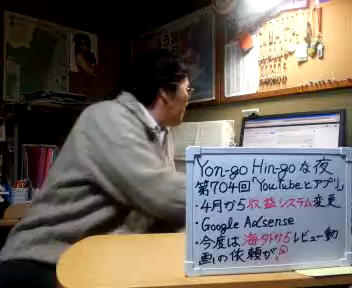 Yon-go Hin-goな夜
第704回「YouTubeとアプリ」
・4月から収益システム変更
・Google Adsense
・今度は海外からレビュー動
画の依頼が!?